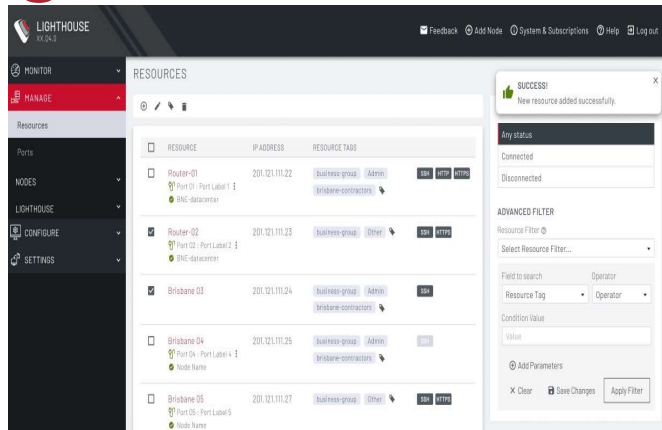 LIGHTHOUSE
XX.04.0
Feedback Add Node System & Subscriptions Help Log out
MONITOR
MANAGE
Resources
Ports
NODES
LIGHTHOUSE
CONFIGURE
SETTINGS
RESOURCES
SUCCESS!
New resource added successfully.
X
RESOURCE IP ADDRESS RESOURCE TAGS
Router-01 201.121.111.22 business-group Admin SSH HTTP HTTPS
Port 01 : Port Label 1 brisbane-contractors
BNE-datacenter
Router-02 201.121.111.23 business-group Other SSH HTTPS
Port 02 : Port Label 2
BNE-datacenter
Brisbane 03 201.121.111.24 business-group Admin SSH
brisbane-contractors
Brisbane 04 201.121.111.25 business-group Admin SSH
Port 04 : Port Label 4 brisbane-contractors
Node Name
Brisbane 05 201.121.111.27 business-group Other SSH HTTPS
Port 05 : Port Label 5
Node Name
Any status
Connected
Disconnected
ADVANCED FILTER
Resource Filter
Select Resource Filter...
Field to search Operator
Resource Tag Operator
Condition Value
Value
Add Parameters
Clear Save Changes Apply Filter